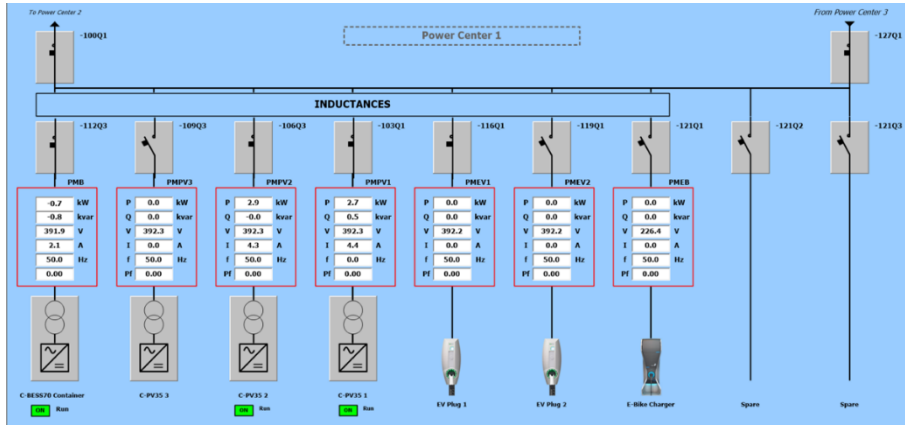 To Power Center 2
From Power Center 3
-100Q1
Power Center 1
-127Q1
INDUCTANCES
-112Q3
-109Q3
-106Q3
-103Q1
-116Q1
-119Q1
-121Q1
-121Q2
-121Q3
PMB
PMPV3
PMPV2
PMPV1
PMEV1
PMEV2
PMEB
-0.7 kW
P 0.0 kW
P 2.9 kW
P 2.7 kW
P 0.0 kW
P 0.0 kW
P 0.0 kW
-0.8 kvar
Q 0.0 kvar
Q -0.0 kvar
Q 0.5 kvar
Q 0.0 kvar
Q 0.0 kvar
Q 0.0 kvar
391.9 V
V 392.3 V
V 392.3 V
V 392.3 V
V 392.2 V
V 392.2 V
V 226.4 V
2.1 A
I 0.0 A
I 4.3 A
I 4.4 A
I 0.0 A
I 0.0 A
I 0.0 A
50.0 Hz
f 50.0 Hz
f 50.0 Hz
f 0.0 Hz
f 50.0 Hz
f 50.0 Hz
f 50.0 Hz
0.00
Pf 0.00
Pf 0.00
Pf 0.00
Pf 0.00
Pf 0.00
Pf 0.00
C-BESS70 Container
C-PV35 3
C-PV35 2
C-PV35 1
EV Plug 1
EV Plug 2
E-Bike Charger
Spare
Spare
ON Run
ON Run
ON Run